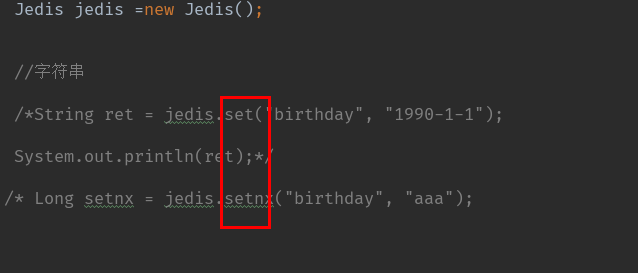 Jedis jedis =new Jedis();
//字符串
/*String ret = jedis.set("birthday", "1990-1-1");
System.out.println(ret);*/
/* Long setnx = jedis.setnx("birthday", "aaa");